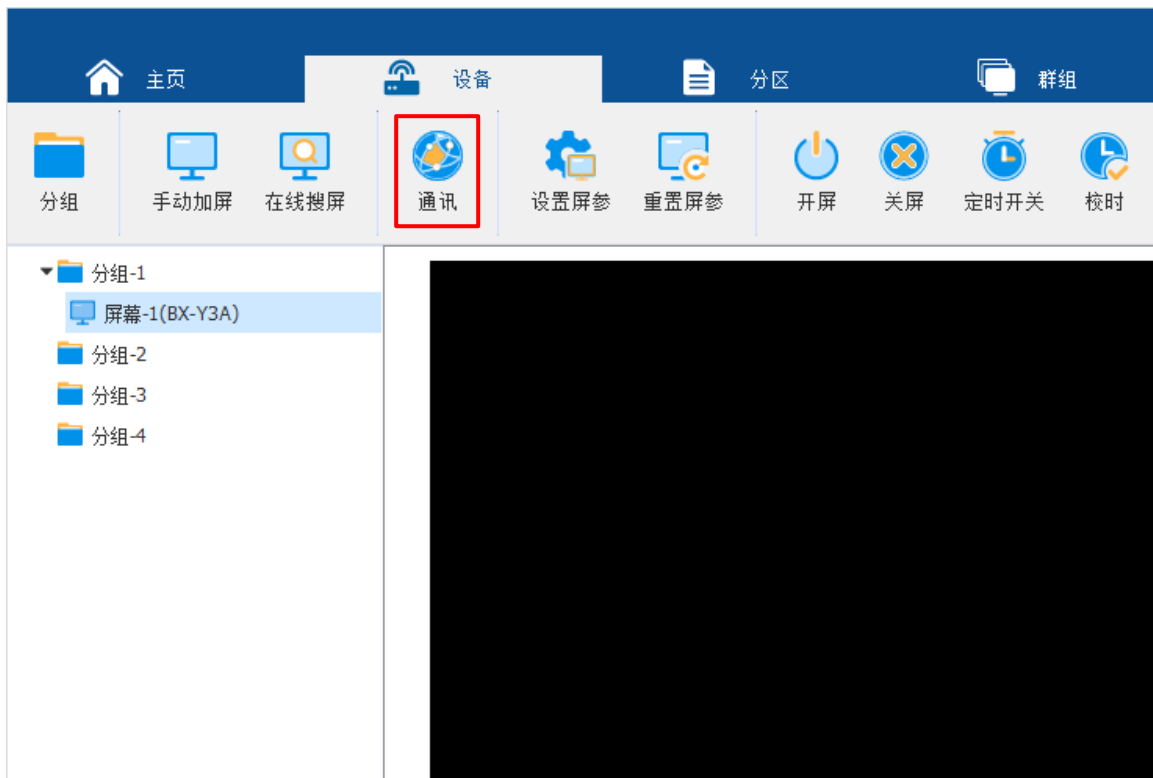 主页 设备 分区 群组
分组 手动加屏 在线搜屏 通讯 设置屏参 重置屏参 开屏 关屏 定时开关 校时
分组-1
屏幕-1(BX-Y3A)
分组-2
分组-3
分组-4